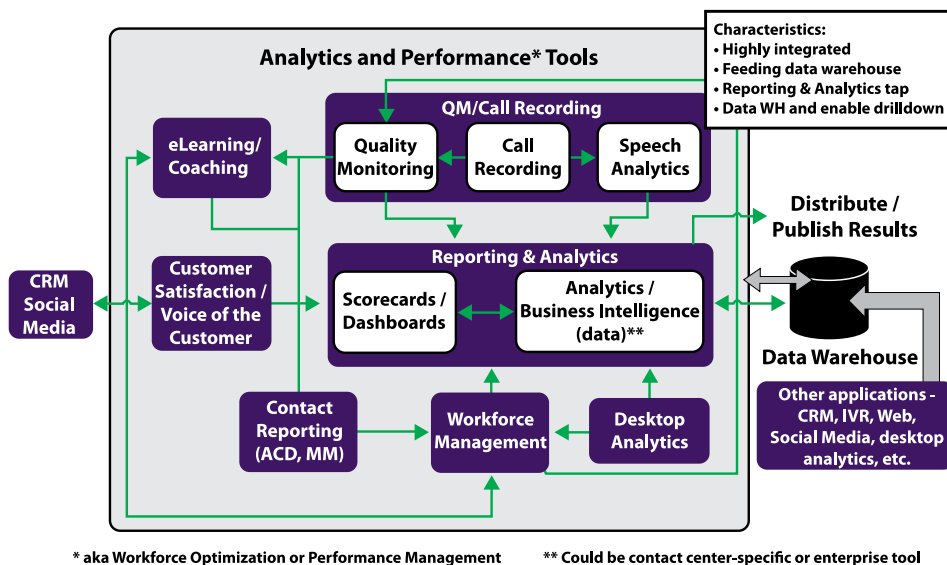 Characteristics:
• Highly integrated
• Feeding data warehouse
• Reporting & Analytics tap
• Data WH and enable drilldown
Analytics and Performance* Tools
QM/Call Recording
Quality
Monitoring
Call
Recording
Speech
Analytics
eLearning/
Coaching
Distribute /
Publish Results
CRM
Social
Media
Customer
Satisfaction /
Voice of the
Customer
Reporting & Analytics
Scorecards /
Dashboards
Analytics /
Business Intelligence
(data)**
Data Warehouse
Contact
Reporting
(ACD, MM)
Workforce
Management
Desktop
Analytics
Other applications -
CRM, IVR, Web,
Social Media, desktop
analytics, etc.
* aka Workforce Optimization or Performance Management
** Could be contact center-specific or enterprise tool